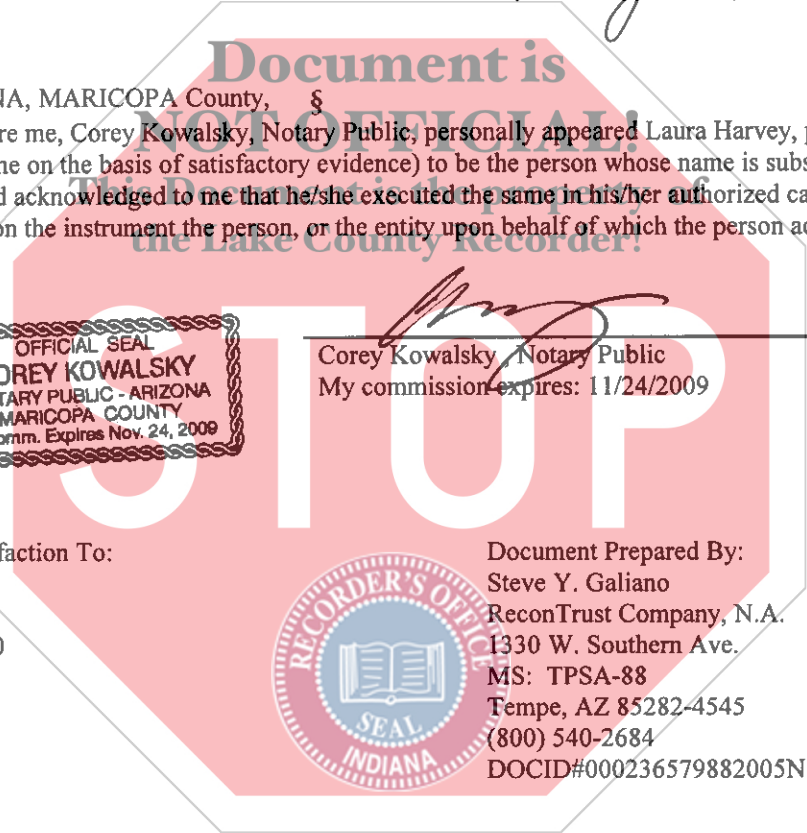 Document is
NA, MARICOPA County, §
NOT OFFICIAL!
re me, Corey Kowalsky, Notary Public, personally appeared Laura Harvey, p
ne on the basis of satisfactory evidence) to be the person whose name is subs
This Document is the property of
d acknowledged to me that he/she executed the same in his/her authorized ca
on the instrument the person, or the entity upon behalf of which the person ac
the Lake County Recorder!
STOP
OFFICIAL SEAL
OREY KOWALSKY
TARY PUBLIC - ARIZONA
MARICOPA COUNTY
omm. Expires Nov. 24, 2009
Corey Kowalsky, Notary Public
My commission expires: 11/24/2009
faction To:
0
RECORDER'S OFFICE
SEAL
INDIANA
Document Prepared By:
Steve Y. Galiano
ReconTrust Company, N.A.
1330 W. Southern Ave.
MS: TPSA-88
Tempe, AZ 85282-4545
(800) 540-2684
DOCID#000236579882005N